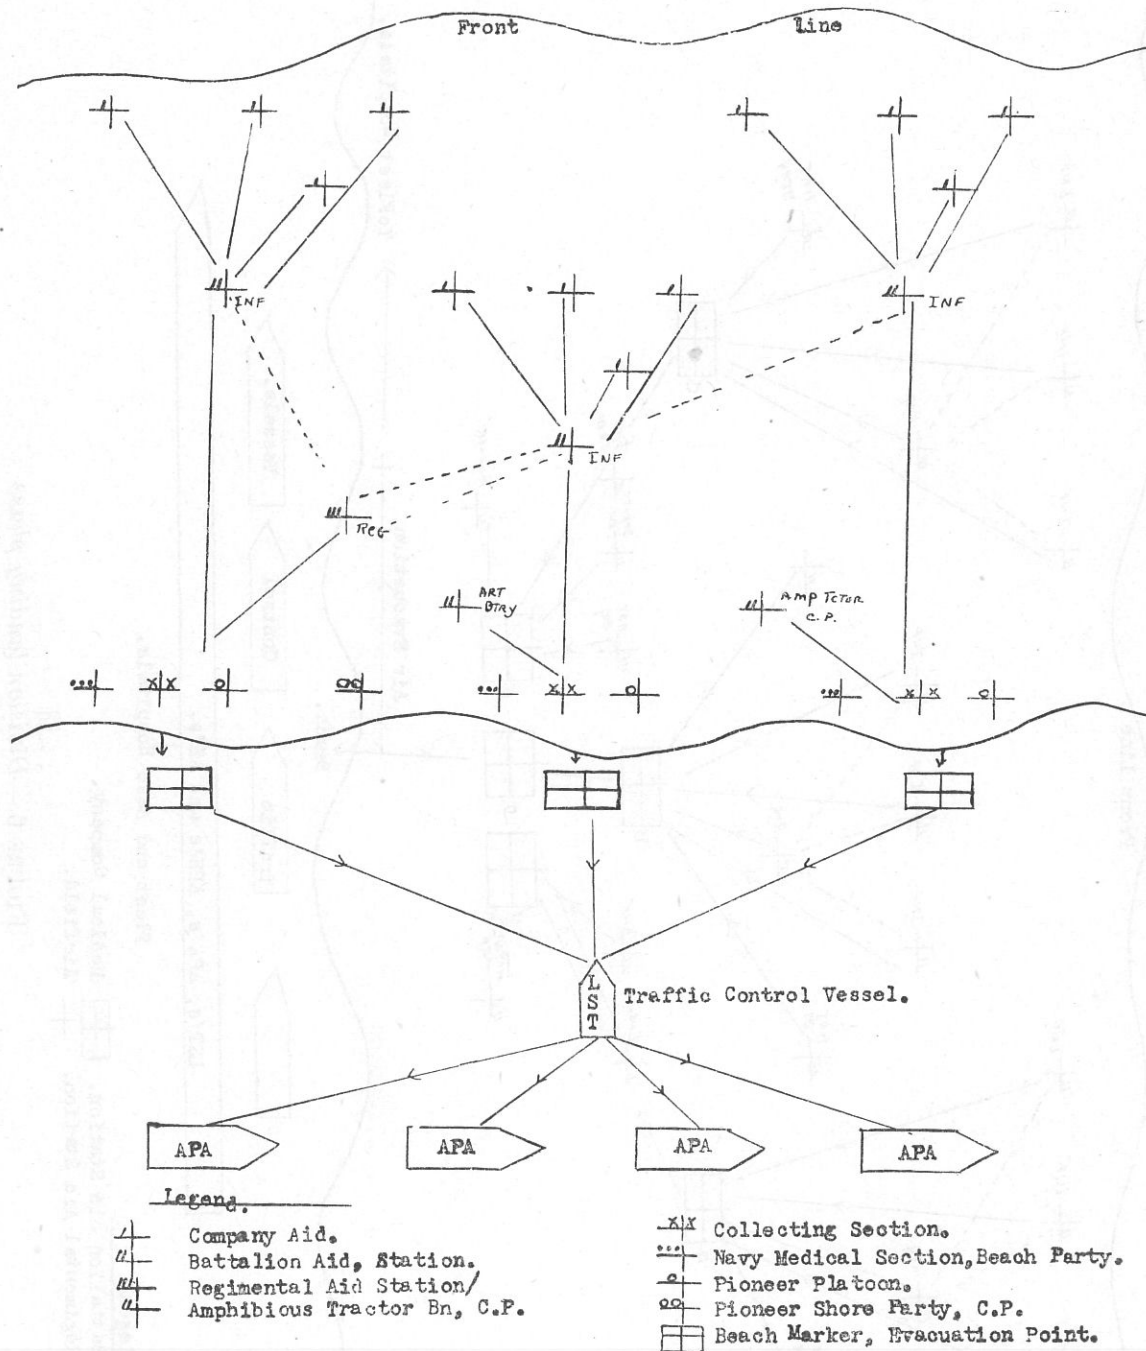 Front Line
INF
INF
INF
REG
ART
BTRY
AMP TCTOR
C.P.
LST
Traffic Control Vessel.
APA
APA
APA
APA
Legend.
Company Aid.
Battalion Aid, Station.
Regimental Aid Station/
Amphibious Tractor Bn, C.P.
Collecting Section.
Navy Medical Section,Beach Party.
Pioneer Platoon.
Pioneer Shore Party, C.P.
Beach Marker, Evacuation Point.